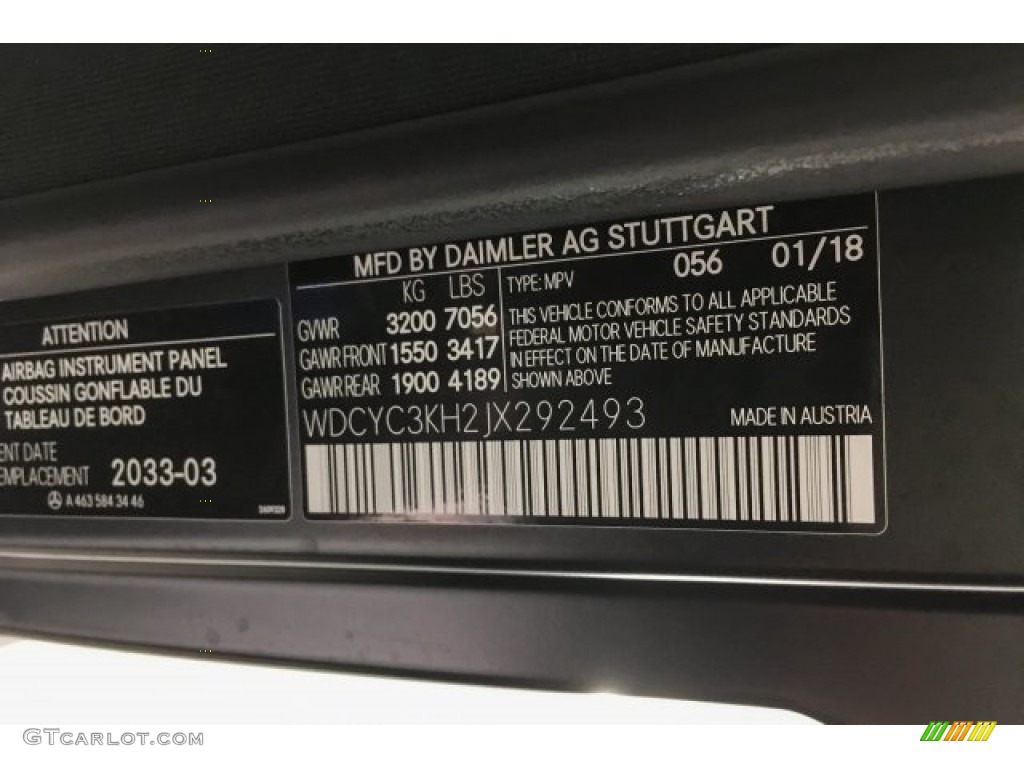 MFD BY DAIMLER AG STUTTGART
KG LBS TYPE: MPV 056 01/18
GVWR 3200 7056
GAWR FRONT 1550 3417
GAWR REAR 1900 4189
THIS VEHICLE CONFORMS TO ALL APPLICABLE
FEDERAL MOTOR VEHICLE SAFETY STANDARDS
IN EFFECT ON THE DATE OF MANUFACTURE
SHOWN ABOVE
WDCYC3KH2JX292493 MADE IN AUSTRIA
ATTENTION
AIRBAG INSTRUMENT PANEL
COUSSIN GONFLABLE DU
TABLEAU DE BORD
ENT DATE
EMPLACEMENT 2033-03
A 463 584 34 46
GTcarlot.com